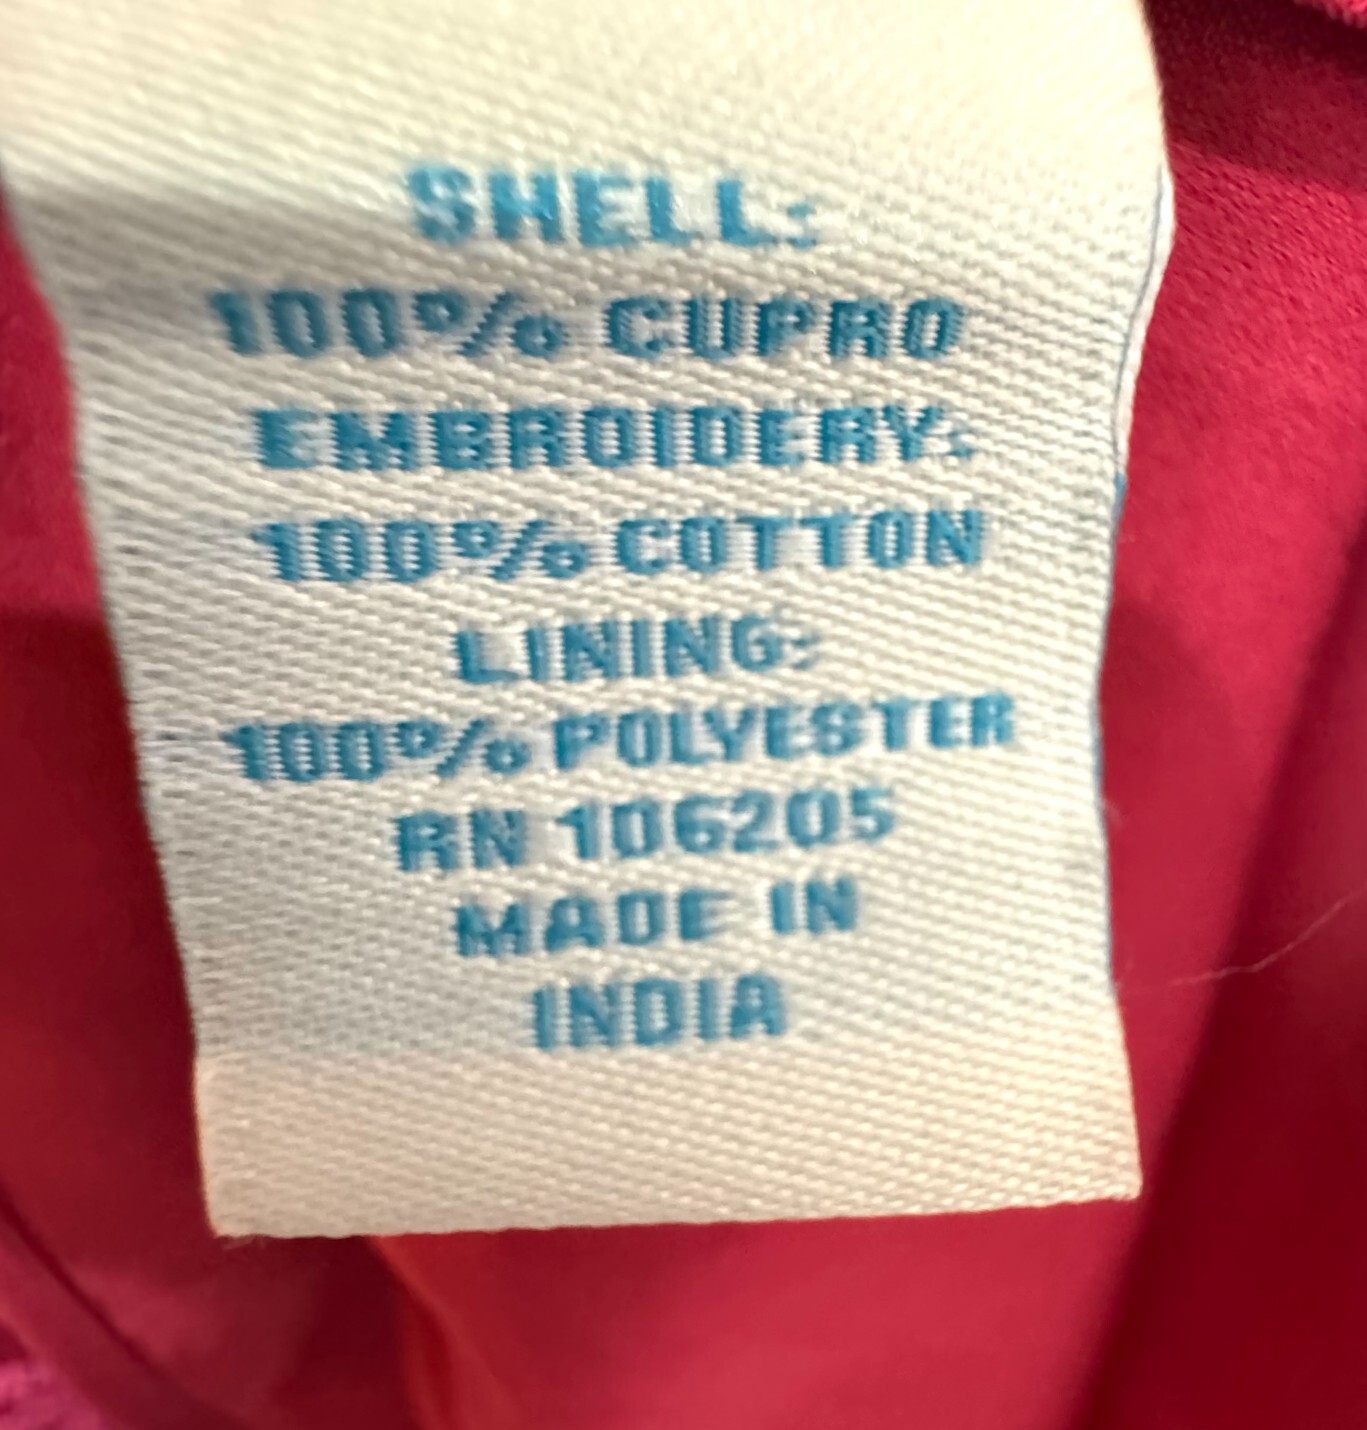 SHELL:
100% CUPRO
EMBROIDERY:
100% COTTON
LINING:
100% POLYESTER
RN 106205
MADE IN
INDIA